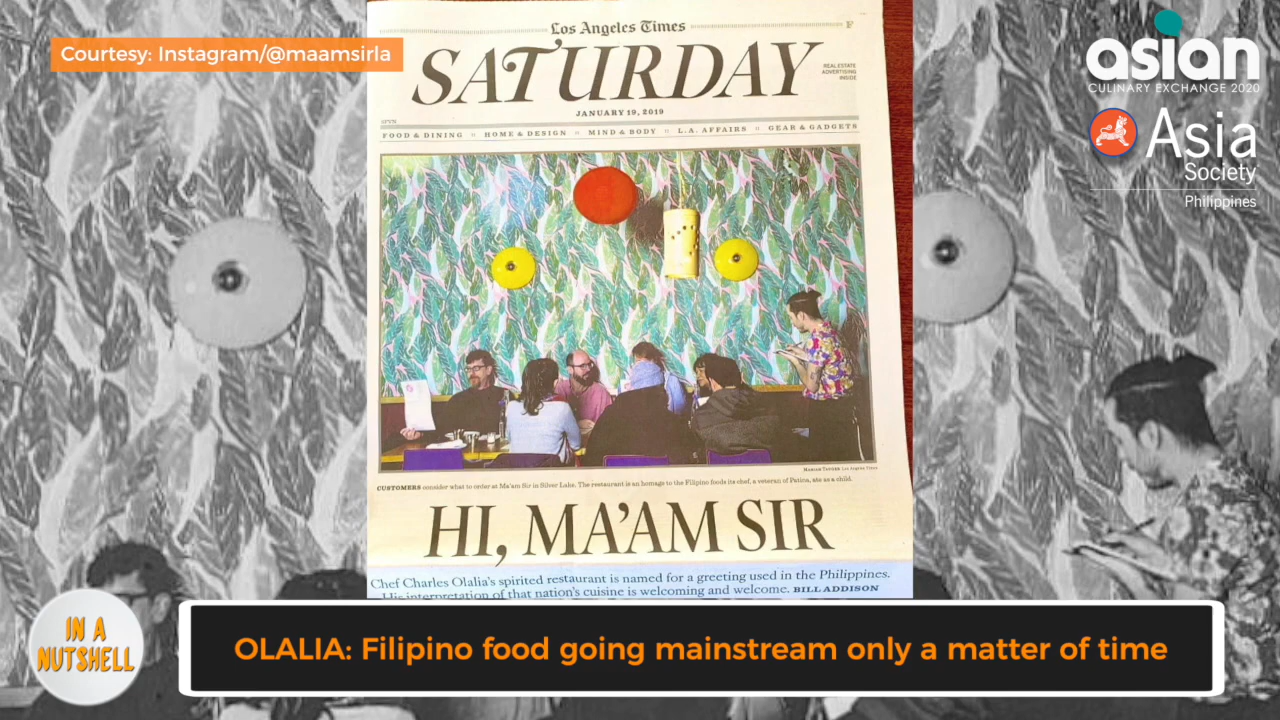 Courtesy: Instagram/@maamsirla
Los Angeles Times
F
SATURDAY
REAL ESTATE
ADVERTISING
INSIDE
JANUARY 19, 2019
FOOD & DINING HOME & DESIGN MIND & BODY L.A. AFFAIRS GEAR & GADGETS
Los Angeles Times
CUSTOMERS consider what to order at Ma'am Sir in Silver Lake. The restaurant is an homage to the Filipino foods its chef, a veteran of Patina, ate as a child.
HI, MA'AM SIR
Chef Charles Olalia's spirited restaurant is named for a greeting used in the Philippines.
His interpretation of that nation's cuisine is welcoming and welcome. BILL ADDISON
asian
CULINARY EXCHANGE 2020
Asia
Society
Philippines
IN A
NUTSHELL
OLALIA: Filipino food going mainstream only a matter of time